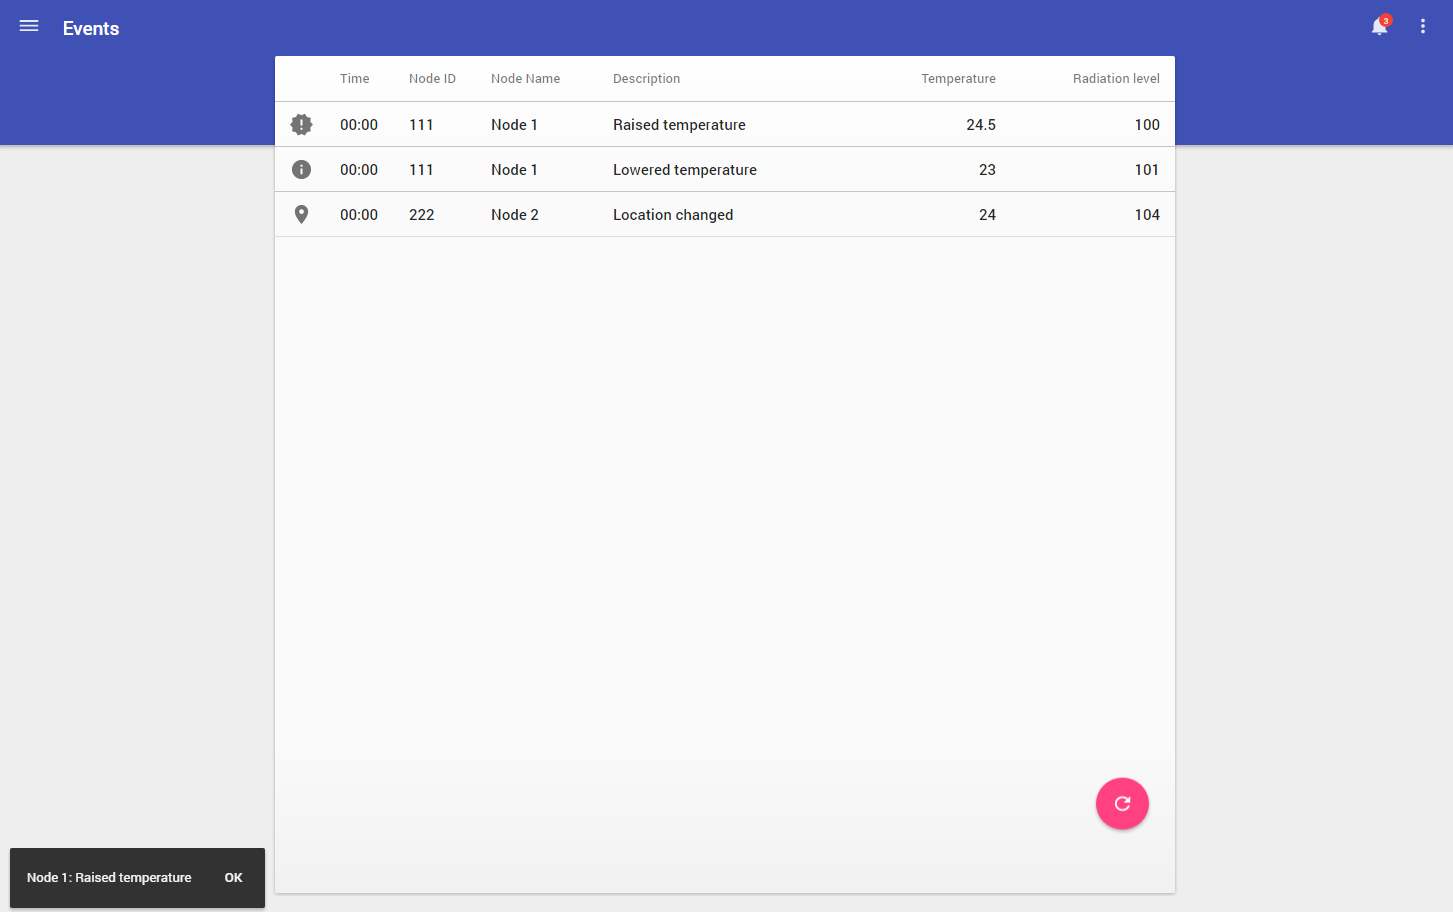 Events
3
Time Node ID Node Name Description Temperature Radiation level
00:00 111 Node 1 Raised temperature 24.5 100
00:00 111 Node 1 Lowered temperature 23 101
00:00 222 Node 2 Location changed 24 104
Node 1: Raised temperature OK